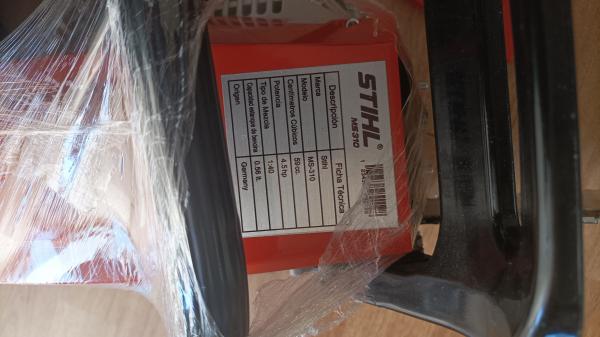 STIHL
MS 310
Descripción Ficha Técnica
Marca Stihl
Modelo MS-310
Centímetros Cúbicos 59 cc.
Potencia 4.5 hp
Tipo de Mezcla 1:40
Capacidad estanque de bencina 0.56 lt.
Origen Germany